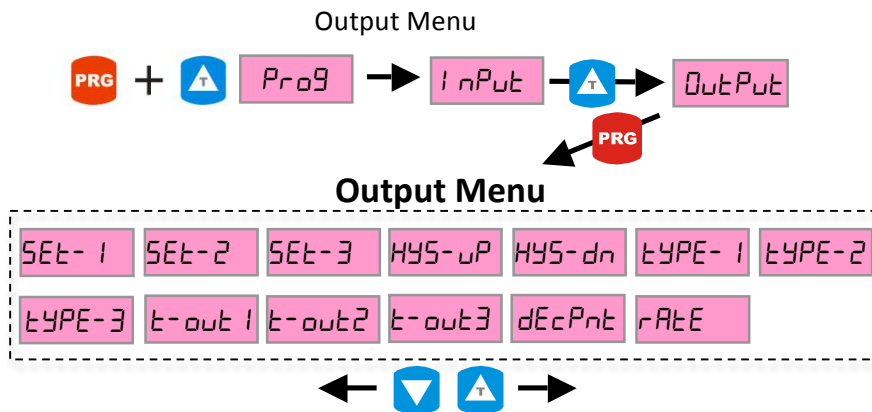 Output Menu
PRG + T Prog InPut T OutPut
PRG
Output Menu
SEt-1 SEt-2 SEt-3 HYS-uP HYS-dn tYPE-1 tYPE-2
tYPE-3 t-out1 t-out2 t-out3 dEcPnt rAtE
T